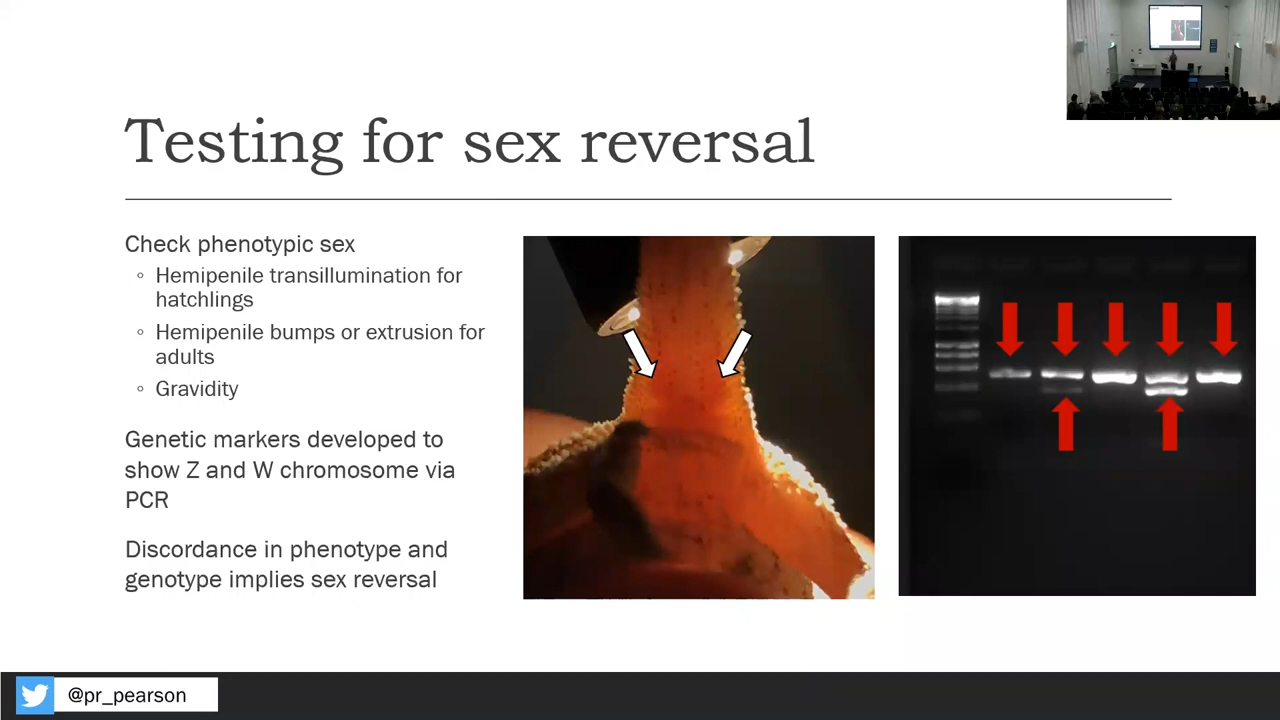 Testing for sex reversal
Check phenotypic sex
◦ Hemipenile transillumination for
hatchlings
◦ Hemipenile bumps or extrusion for
adults
◦ Gravidity
Genetic markers developed to
show Z and W chromosome via
PCR
Discordance in phenotype and
genotype implies sex reversal
@pr_pearson